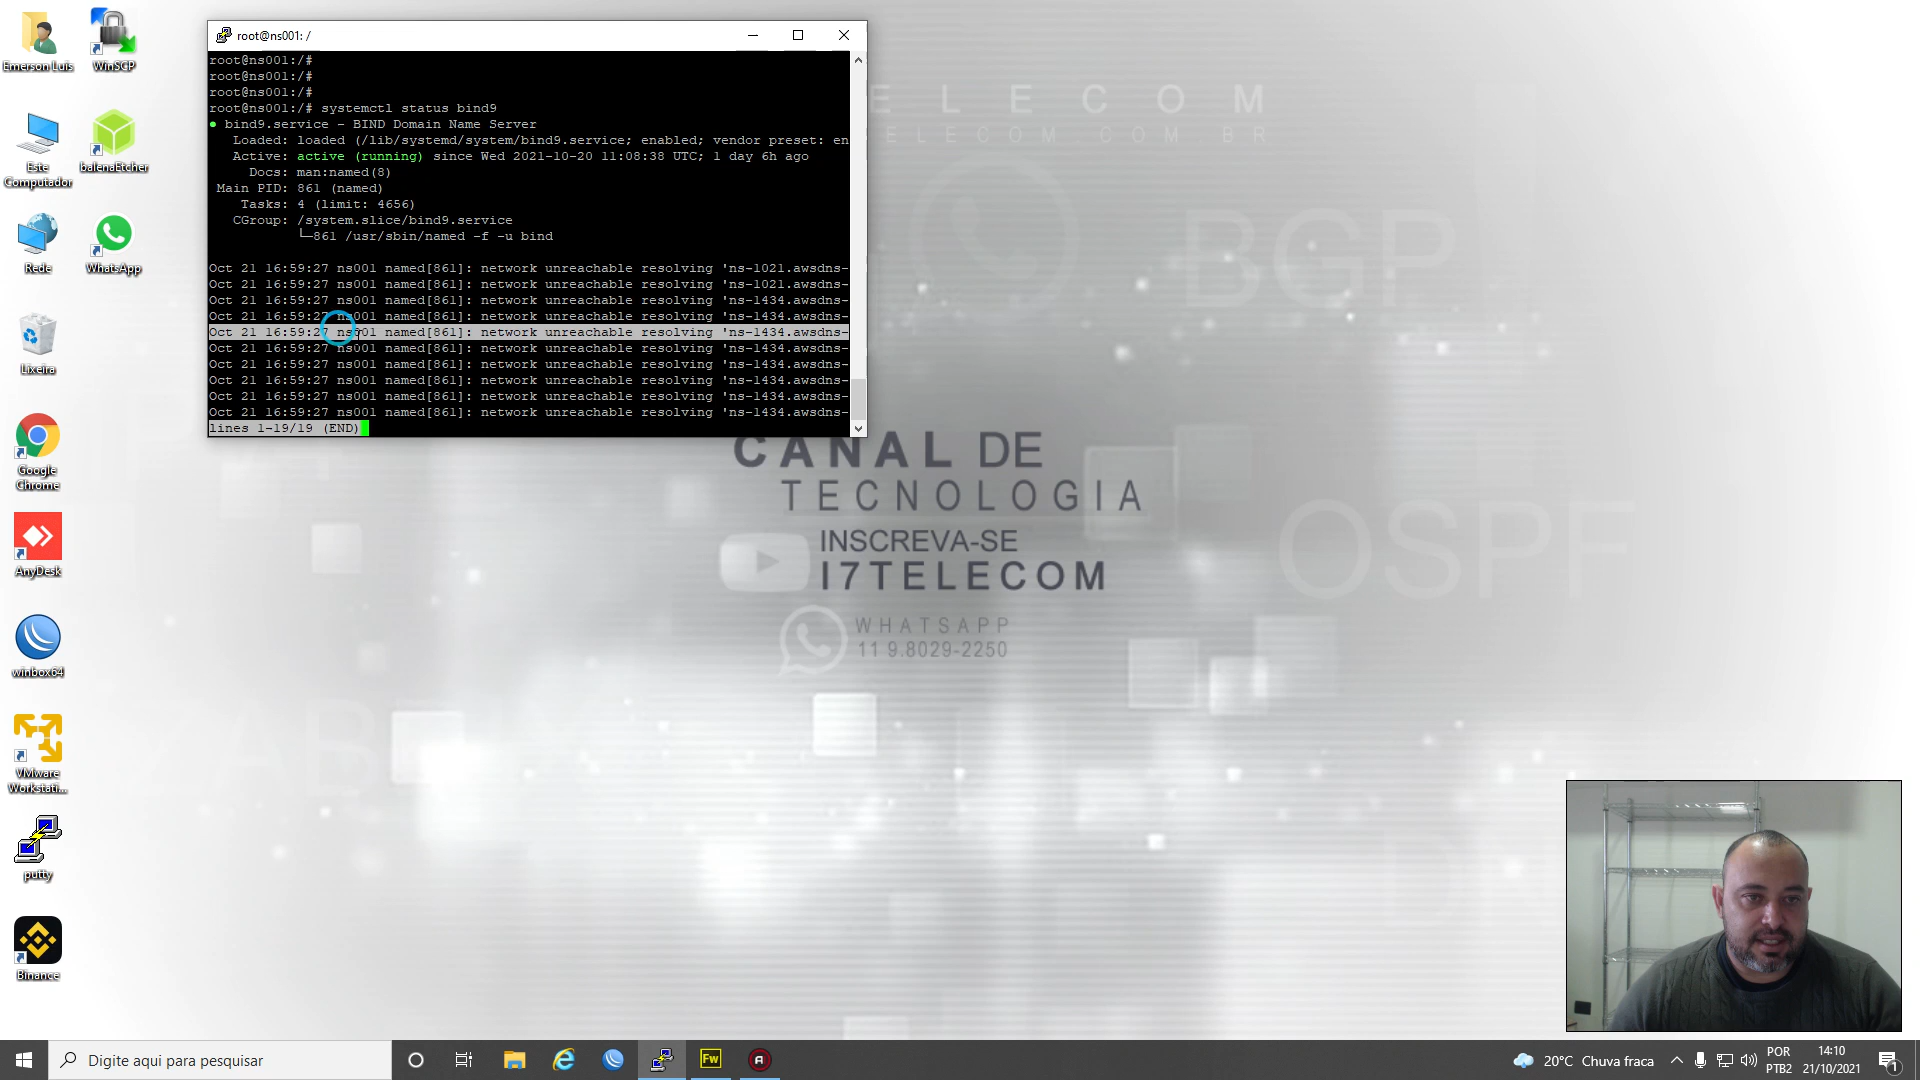 Emerson Luis
WinSCP
Este
Computador
balenaEtcher
Rede
WhatsApp
Lixeira
Google
Chrome
AnyDesk
winbox64
VMware
Workstati...
putty
Binance
root@ns001: /
root@ns001:/#
root@ns001:/#
root@ns001:/#
root@ns001:/# systemctl status bind9
● bind9.service - BIND Domain Name Server
Loaded: loaded (/lib/systemd/system/bind9.service; enabled; vendor preset: en
Active: active (running) since Wed 2021-10-20 11:08:38 UTC; 1 day 6h ago
Docs: man:named(8)
Main PID: 861 (named)
Tasks: 4 (limit: 4656)
CGroup: /system.slice/bind9.service
└─861 /usr/sbin/named -f -u bind
Oct 21 16:59:27 ns001 named[861]: network unreachable resolving 'ns-1021.awsdns-
Oct 21 16:59:27 ns001 named[861]: network unreachable resolving 'ns-1021.awsdns-
Oct 21 16:59:27 ns001 named[861]: network unreachable resolving 'ns-1434.awsdns-
Oct 21 16:59:27 ns001 named[861]: network unreachable resolving 'ns-1434.awsdns-
Oct 21 16:59:27 ns001 named[861]: network unreachable resolving 'ns-1434.awsdns-
Oct 21 16:59:27 ns001 named[861]: network unreachable resolving 'ns-1434.awsdns-
Oct 21 16:59:27 ns001 named[861]: network unreachable resolving 'ns-1434.awsdns-
Oct 21 16:59:27 ns001 named[861]: network unreachable resolving 'ns-1434.awsdns-
Oct 21 16:59:27 ns001 named[861]: network unreachable resolving 'ns-1434.awsdns-
Oct 21 16:59:27 ns001 named[861]: network unreachable resolving 'ns-1434.awsdns-
lines 1-19/19 (END)
ELECOM
ELECOM.COM.BR
BGP
OSPF
CANAL DE
TECNOLOGIA
INSCREVA-SE
I7TELECOM
WHATSAPP
11 9.8029-2250
Digite aqui para pesquisar
Fw
20°C Chuva fraca
POR
PTB2
14:10
21/10/2021
1